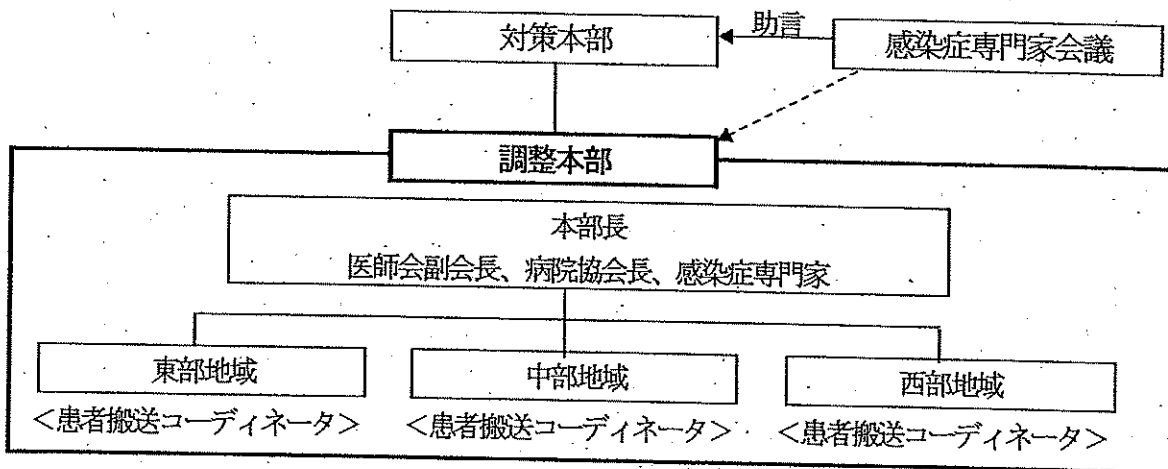 対策本部
助言
感染症専門家会議
調整本部
本部長
医師会副会長、病院協会長、感染症専門家
東部地域
中部地域
西部地域
<患者搬送コーディネータ>
<患者搬送コーディネータ>
<患者搬送コーディネータ>